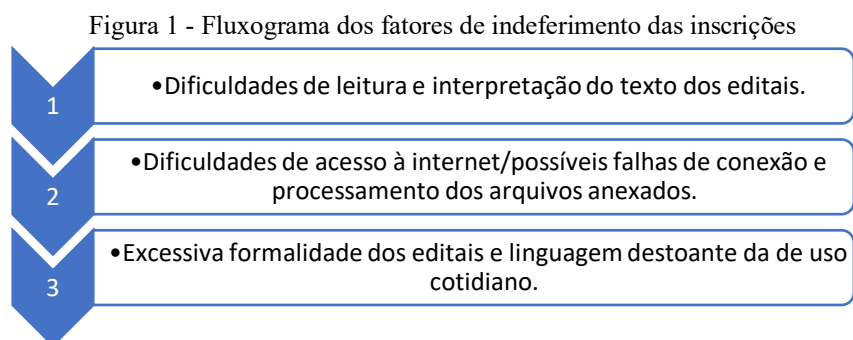 Figura 1 - Fluxograma dos fatores de indeferimento das inscrições
1
•Dificuldades de leitura e interpretação do texto dos editais.
2
•Dificuldades de acesso à internet/possíveis falhas de conexão e
processamento dos arquivos anexados.
3
•Excessiva formalidade dos editais e linguagem destoante da de uso
cotidiano.